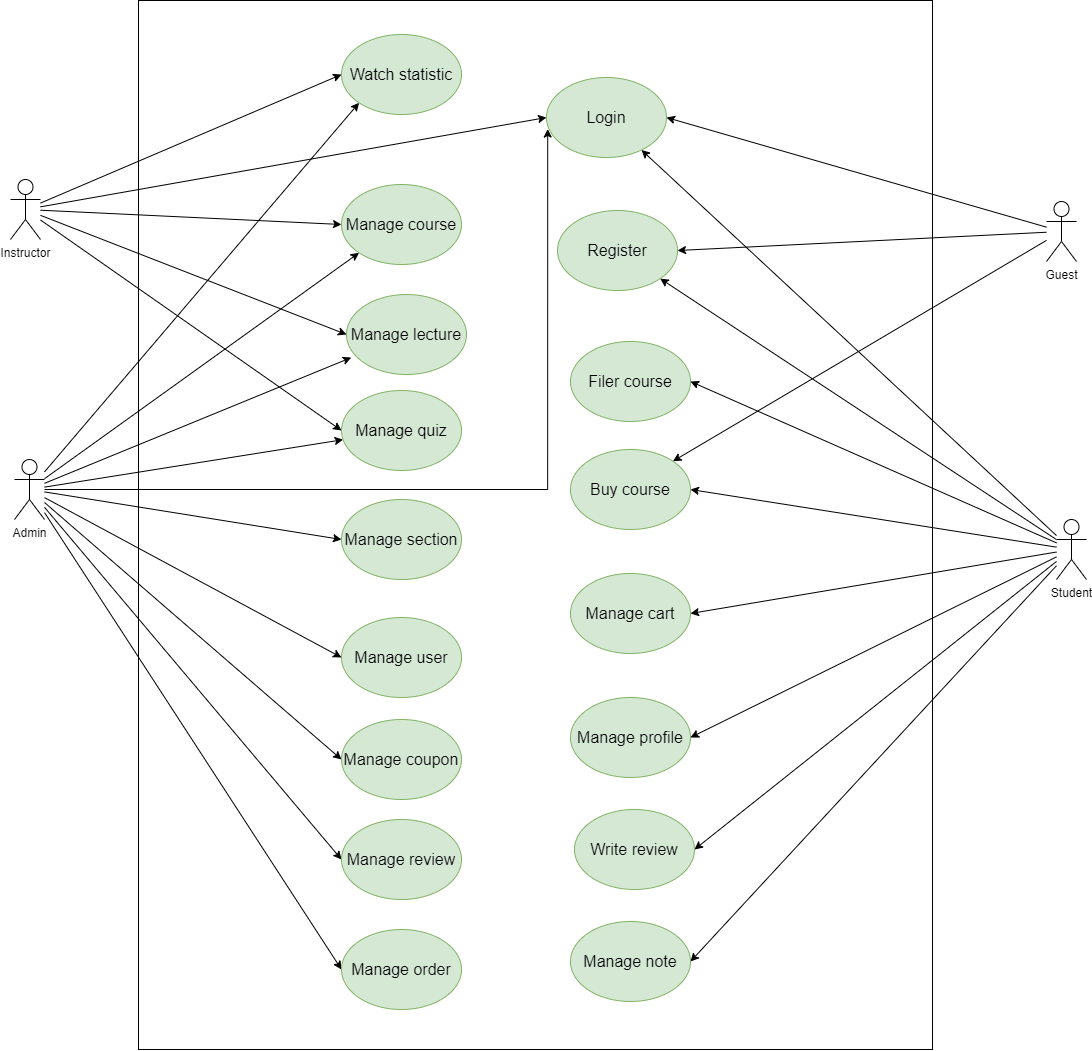 Watch statistic
Login
Instructor
Manage course
Register
Guest
Manage lecture
Filer course
Manage quiz
Admin
Buy course
Manage section
Student
Manage cart
Manage user
Manage profile
Manage coupon
Manage review
Write review
Manage order
Manage note